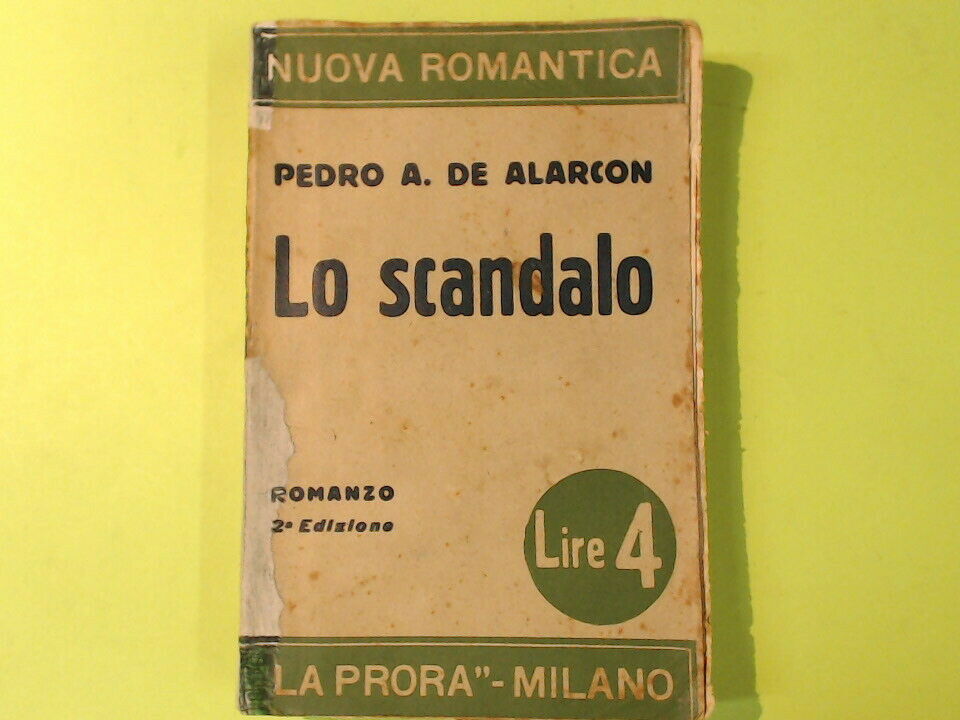 NUOVA ROMANTICA
PEDRO A. DE ALARCON
Lo scandalo
ROMANZO
2ª Edizione
Lire 4
LA PRORA" - MILANO